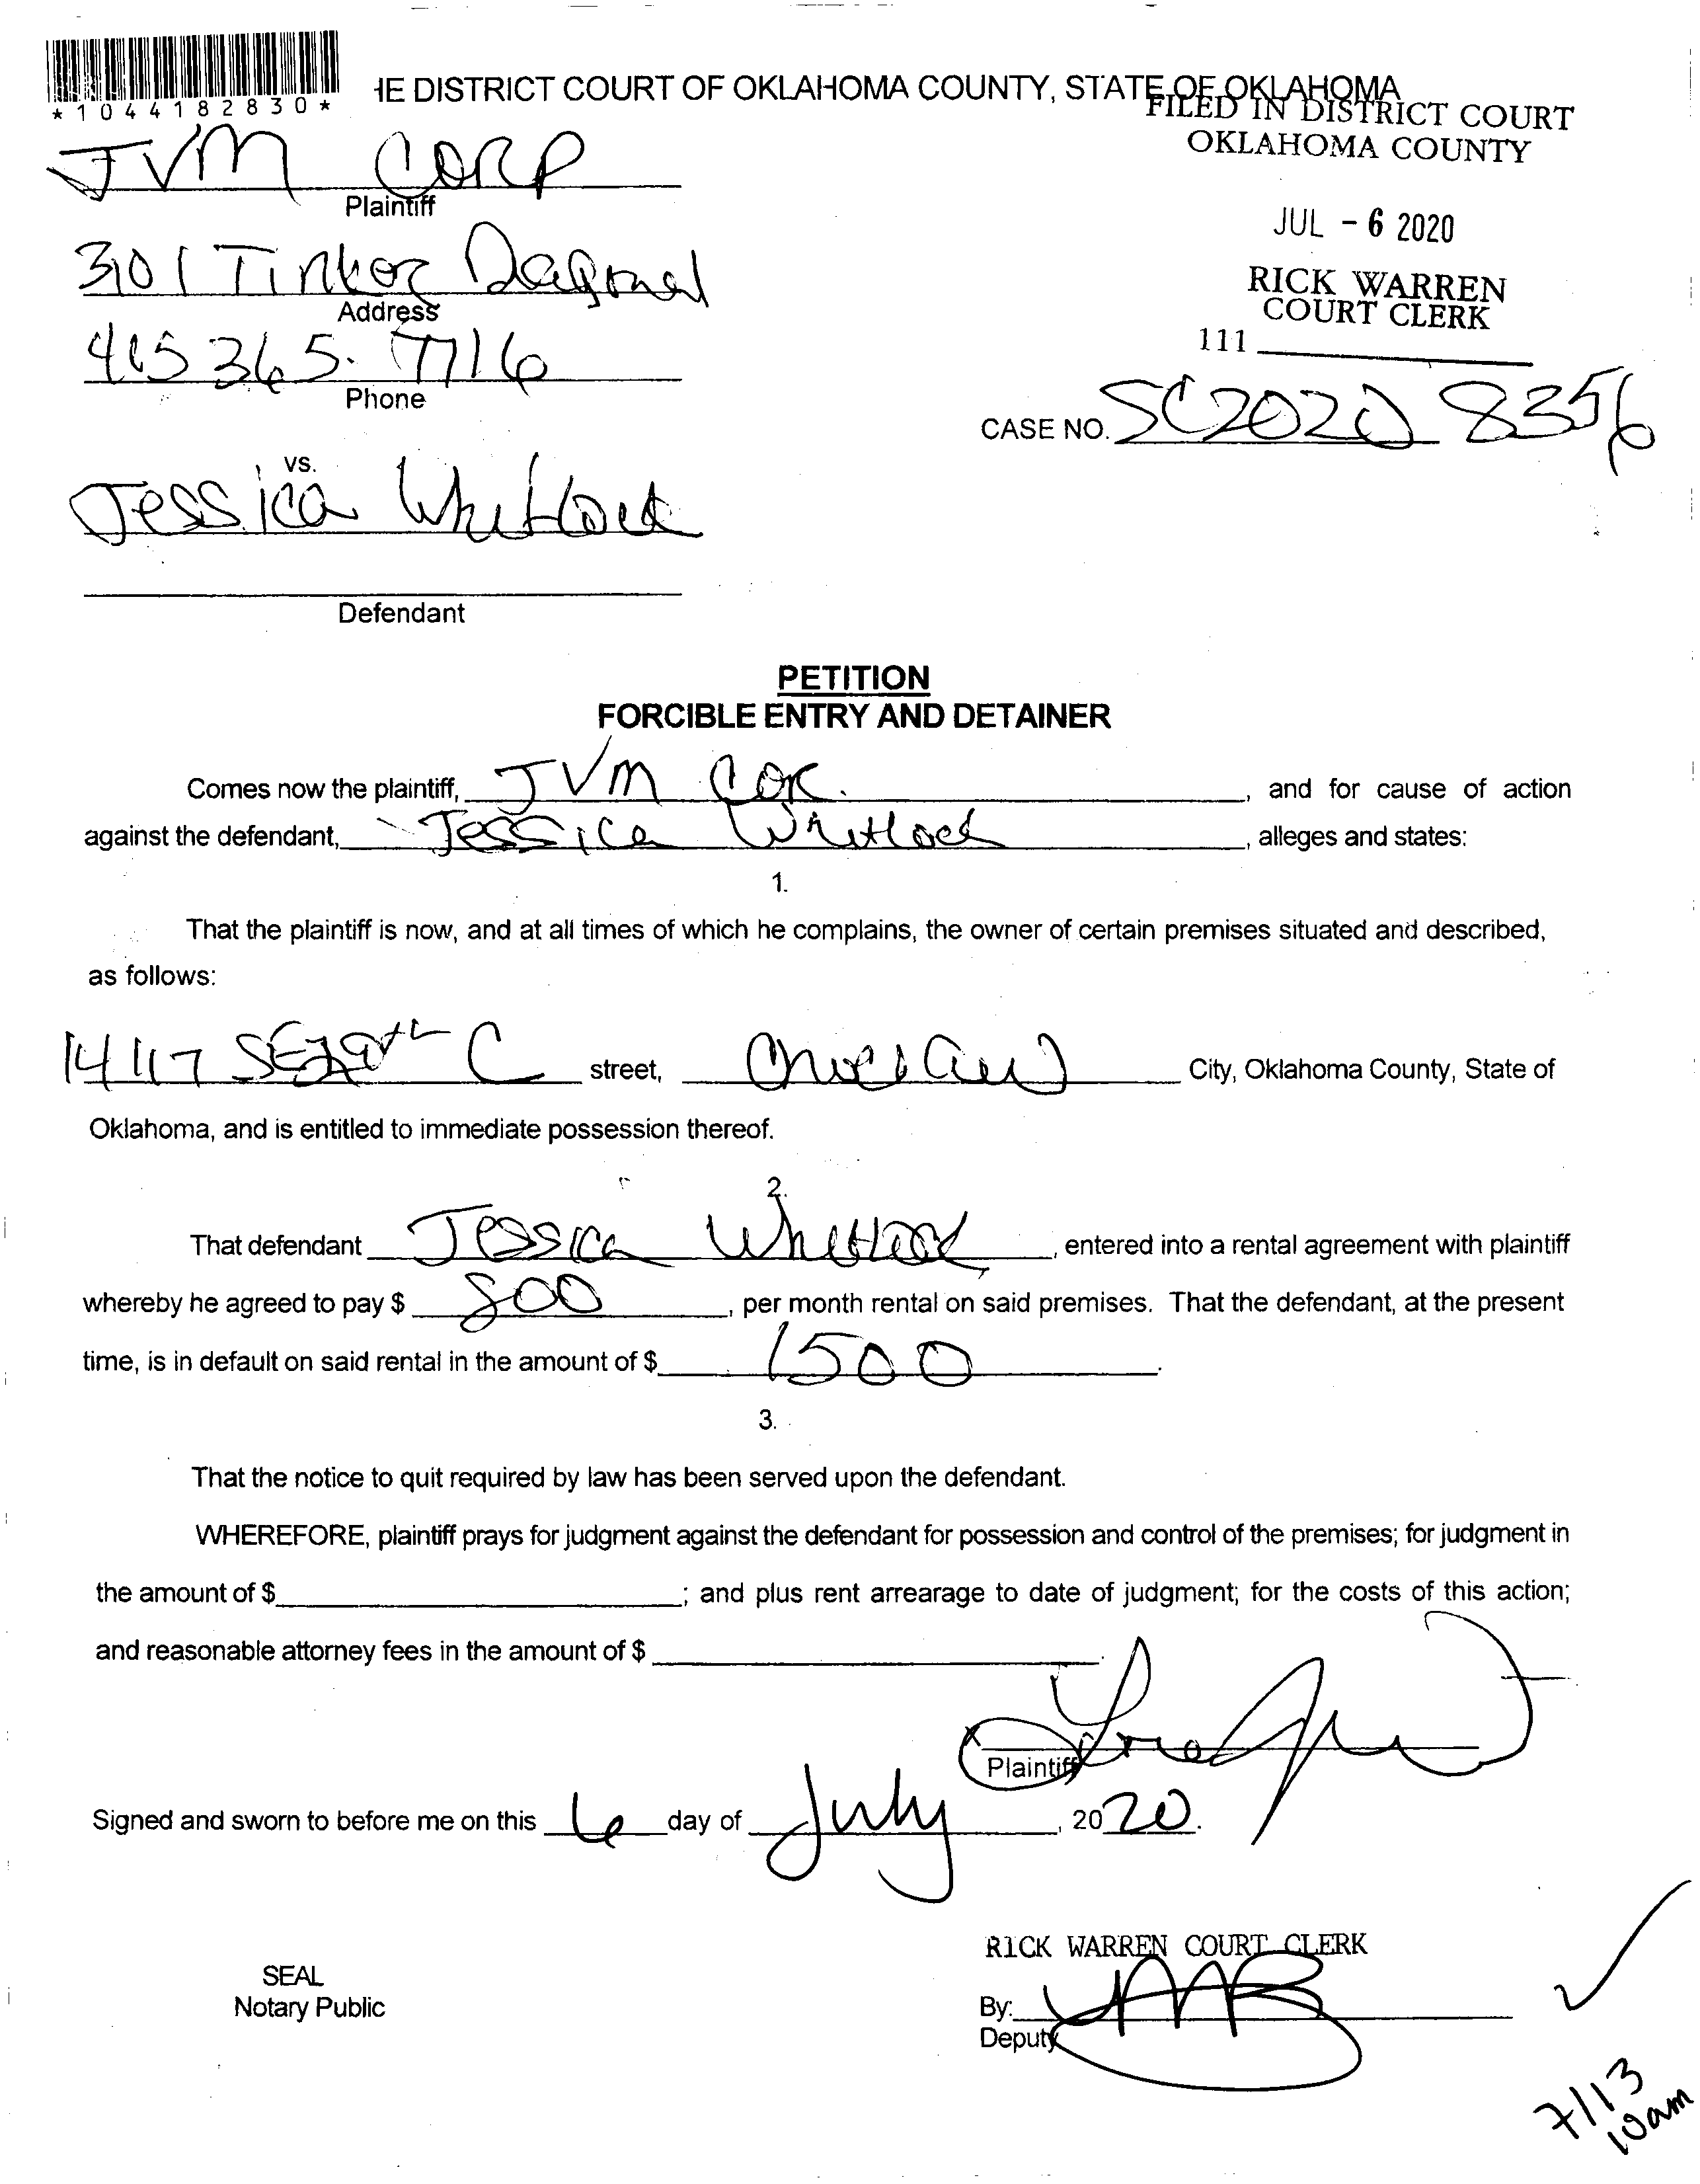 *1044182830*
IE DISTRICT COURT OF OKLAHOMA COUNTY, STATE OF OKLAHOMA
FILED IN DISTRICT COURT
OKLAHOMA COUNTY
JVM CORP
Plaintiff
JUL - 6 2020
301 Tinker
Address
RICK WARREN
COURT CLERK
111
405 365-7716
Phone
CASE NO. SC2020 8356
vs.
Jessica Whitlock
Defendant
PETITION
FORCIBLE ENTRY AND DETAINER
Comes now the plaintiff, JVM COR. , and for cause of action
against the defendant, Jessica Whitlock , alleges and states:
1.
That the plaintiff is now, and at all times of which he complains, the owner of certain premises situated and described,
as follows:
14117 SE 29th C street, Choctaw City, Oklahoma County, State of
Oklahoma, and is entitled to immediate possession thereof.
2.
That defendant Jessica Whitlock , entered into a rental agreement with plaintiff
whereby he agreed to pay $ 800 , per month rental on said premises. That the defendant, at the present
time, is in default on said rental in the amount of $ 1500 .
3.
That the notice to quit required by law has been served upon the defendant.
WHEREFORE, plaintiff prays for judgment against the defendant for possession and control of the premises; for judgment in
the amount of $ ; and plus rent arrearage to date of judgment; for the costs of this action;
and reasonable attorney fees in the amount of $ .
X
Plaintiff
Signed and sworn to before me on this 6 day of July , 2020.
RICK WARREN COURT CLERK
SEAL
Notary Public
By:
Deputy
7/13
10am